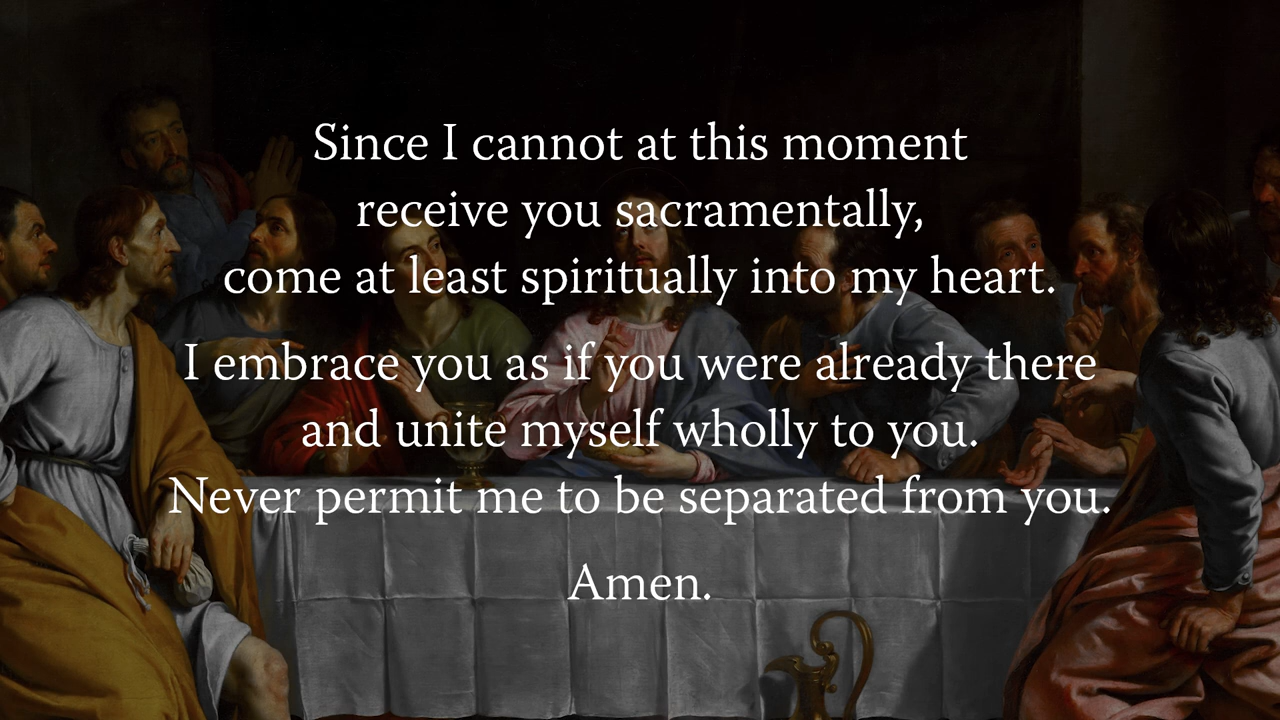 Since I cannot at this moment
receive you sacramentally,
come at least spiritually into my heart.
I embrace you as if you were already there
and unite myself wholly to you.
Never permit me to be separated from you.
Amen.